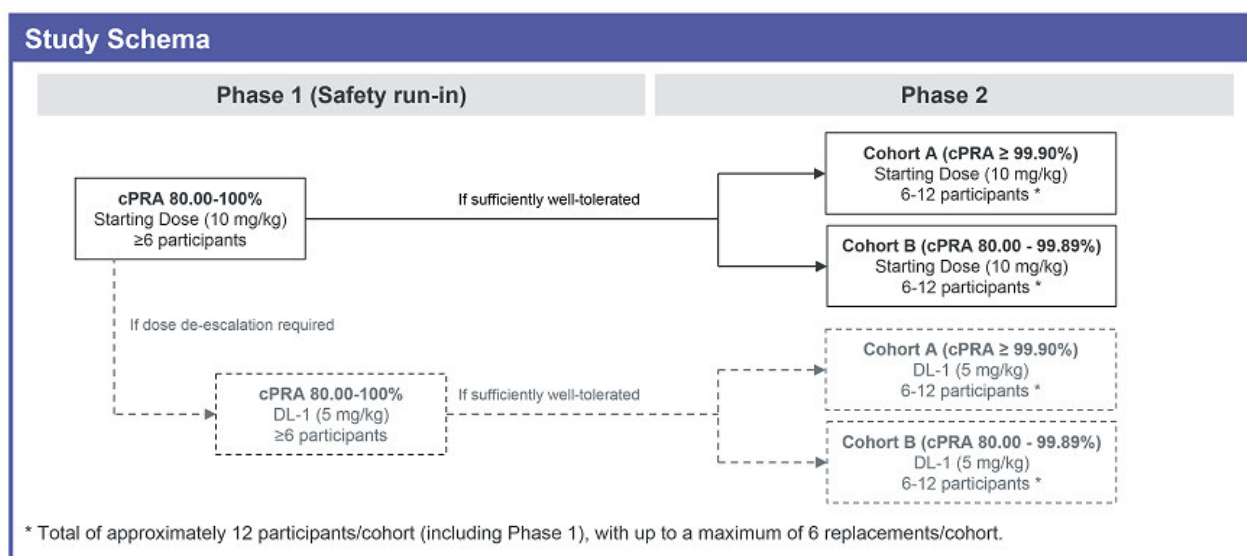 Study Schema
Phase 1 (Safety run-in)
Phase 2
cPRA 80.00-100%
Starting Dose (10 mg/kg)
≥6 participants
If sufficiently well-tolerated
Cohort A (cPRA ≥ 99.90%)
Starting Dose (10 mg/kg)
6-12 participants *
Cohort B (cPRA 80.00 - 99.89%)
Starting Dose (10 mg/kg)
6-12 participants *
If dose de-escalation required
cPRA 80.00-100%
DL-1 (5 mg/kg)
≥6 participants
If sufficiently well-tolerated
Cohort A (cPRA ≥ 99.90%)
DL-1 (5 mg/kg)
6-12 participants *
Cohort B (cPRA 80.00 - 99.89%)
DL-1 (5 mg/kg)
6-12 participants *
* Total of approximately 12 participants/cohort (including Phase 1), with up to a maximum of 6 replacements/cohort.